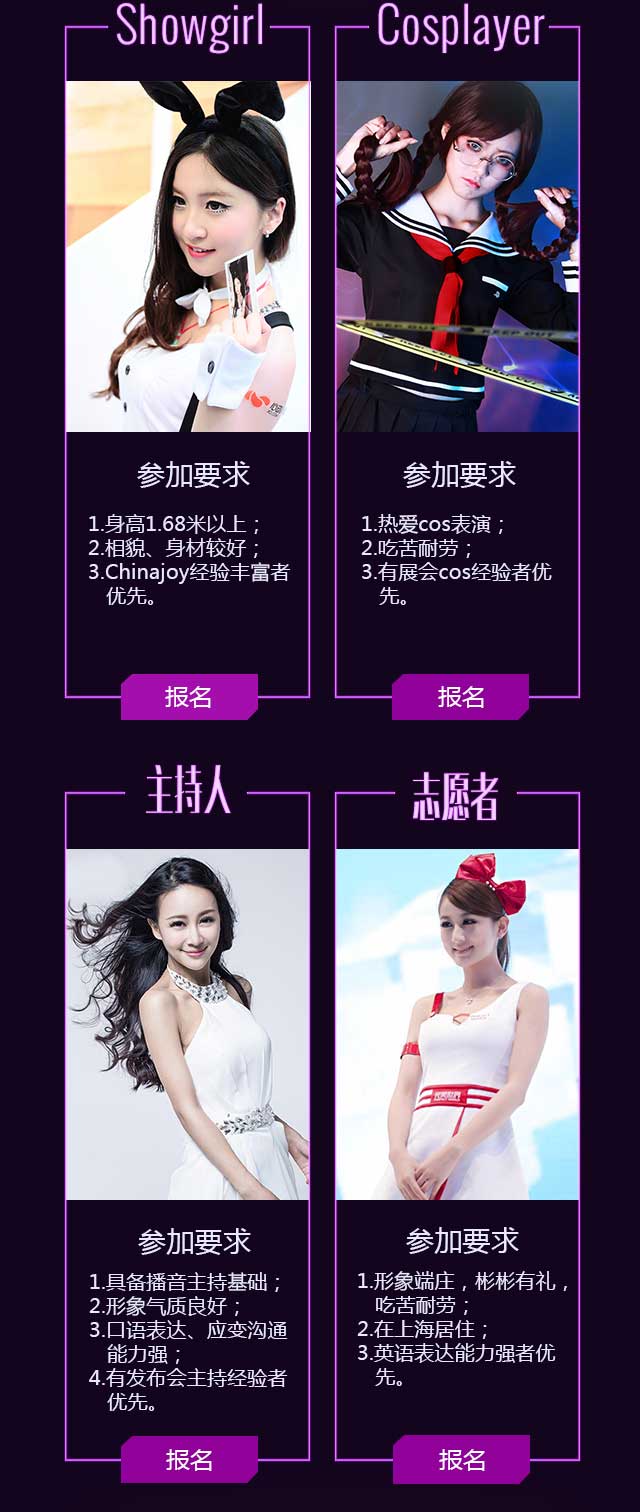 Showgirl
参加要求
1.身高1.68米以上；
2.相貌、身材较好；
3.Chinajoy经验丰富者
优先。
报名
Cosplayer
KEEP OUT
KEEP OUT
参加要求
1.热爱cos表演；
2.吃苦耐劳；
3.有展会cos经验者优
先。
报名
主持人
参加要求
1.具备播音主持基础；
2.形象气质良好；
3.口语表达、应变沟通
能力强；
4.有发布会主持经验者
优先。
报名
志愿者
参加要求
1.形象端庄，彬彬有礼，
吃苦耐劳；
2.在上海居住；
3.英语表达能力强者优
先。
报名